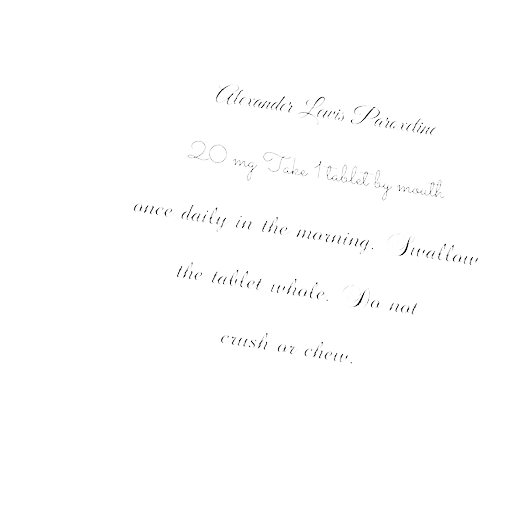 Alexander Lewis Paroxetine
20 mg Take 1 tablet by mouth
once daily in the morning. Swallow
the tablet whole. Do not
crush or chew.